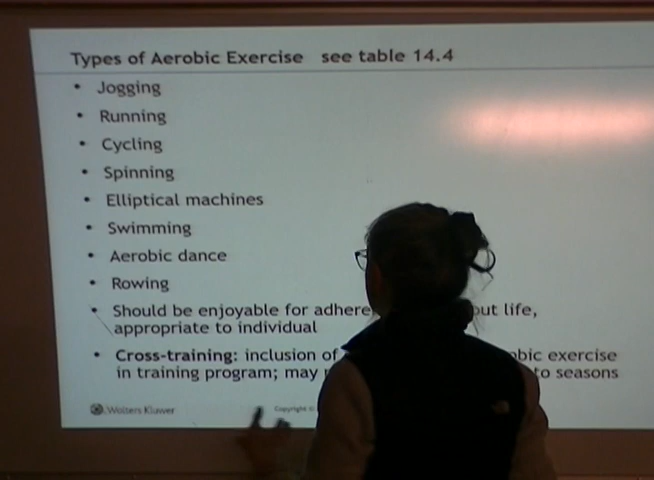 Types of Aerobic Exercise see table 14.4
• Jogging
• Running
• Cycling
• Spinning
• Elliptical machines
• Swimming
• Aerobic dance
• Rowing
• Should be enjoyable for adhere out life,
appropriate to individual
• Cross-training: inclusion of obic exercise
in training program; may to seasons
Wolters Kluwer
Copyright ©